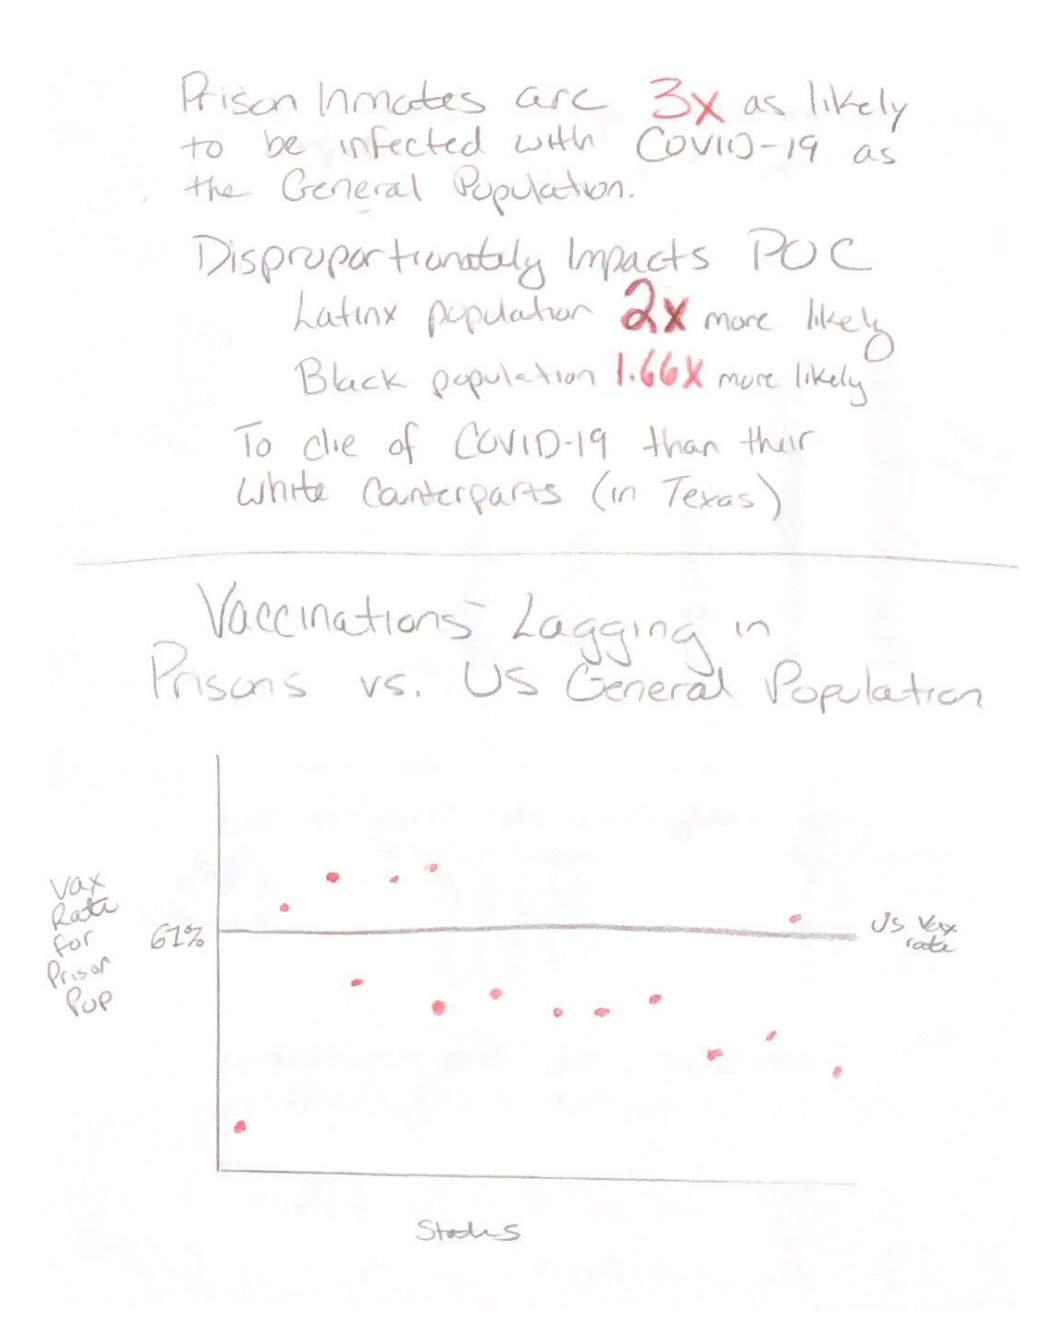 Prison Inmates are 3x as likely
to be infected with COVID-19 as
the General Population.
Disproportionately Impacts POC
Latinx population 2x more likely
Black population 1.66X more likely
To die of COVID-19 than their
White Counterparts (in Texas)
Vaccinations Lagging in
Prisons vs. US General Population
Vax
Rate
for
Prison
Pop
61%
US Vax
rate
States